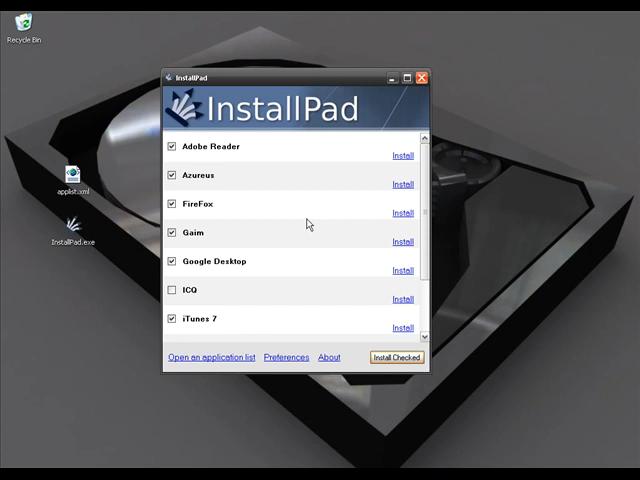 Recycle Bin
applist.xml
InstallPad.exe
InstallPad
InstallPad
Adobe Reader
Install
Azureus
Install
FireFox
Install
Gaim
Install
Google Desktop
Install
ICQ
Install
iTunes 7
Install
Open an application list Preferences About Install Checked